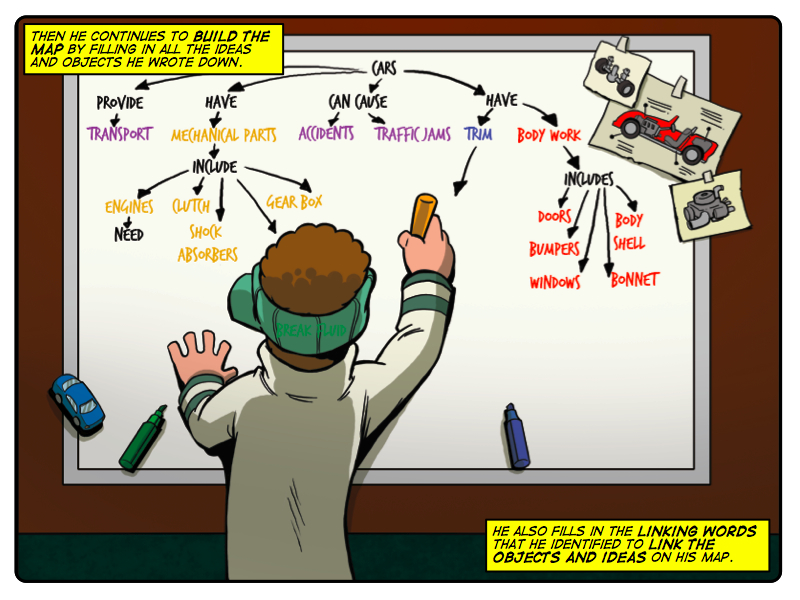 THEN HE CONTINUES TO BUILD THE
MAP BY FILLING IN ALL THE IDEAS
AND OBJECTS HE WROTE DOWN.
CARS
PROVIDE HAVE CAN CAUSE HAVE
TRANSPORT MECHANICAL PARTS ACCIDENTS TRAFFIC JAMS TRIM BODY WORK
INCLUDE INCLUDES
ENGINES CLUTCH GEAR BOX
DOORS BODY
NEED SHOCK
BUMPERS SHELL
ABSORBERS
WINDOWS BONNET
BREAK FLUID
HE ALSO FILLS IN THE LINKING WORDS
THAT HE IDENTIFIED TO LINK THE
OBJECTS AND IDEAS ON HIS MAP.